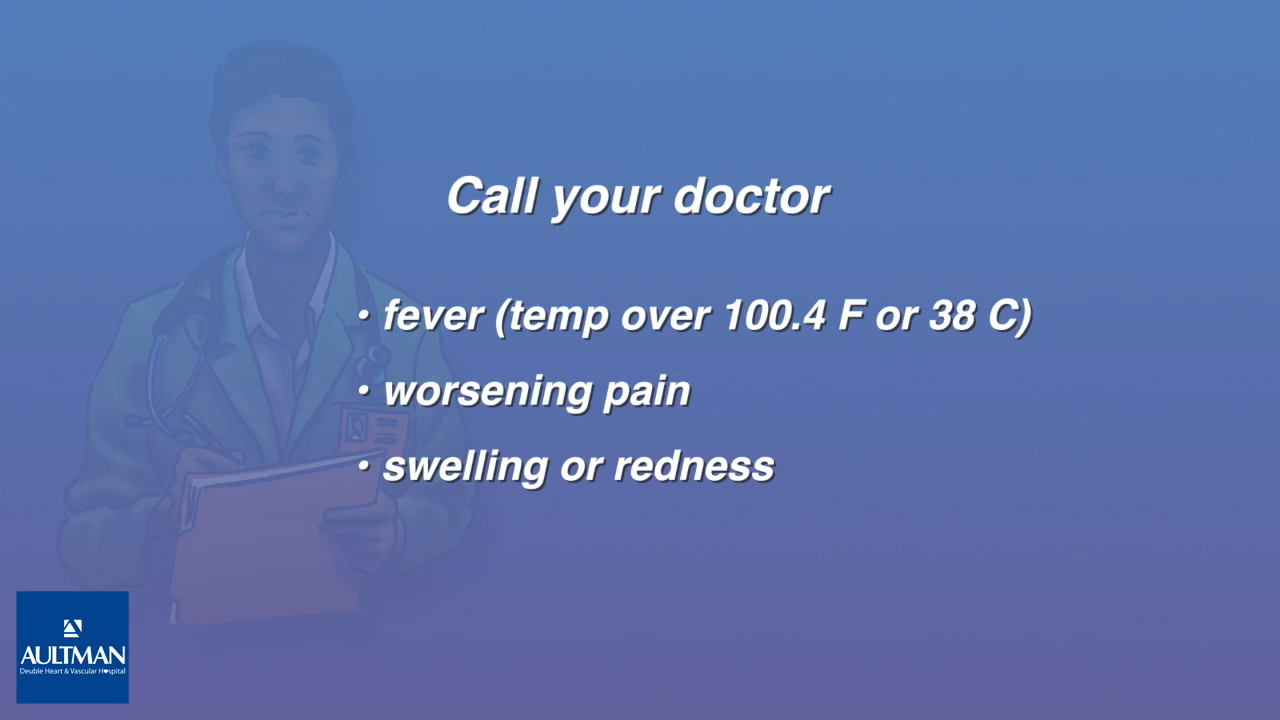 Call your doctor
• fever (temp over 100.4 F or 38 C)
• worsening pain
• swelling or redness
AULTMAN
Deuble Heart & Vascular H♥spital